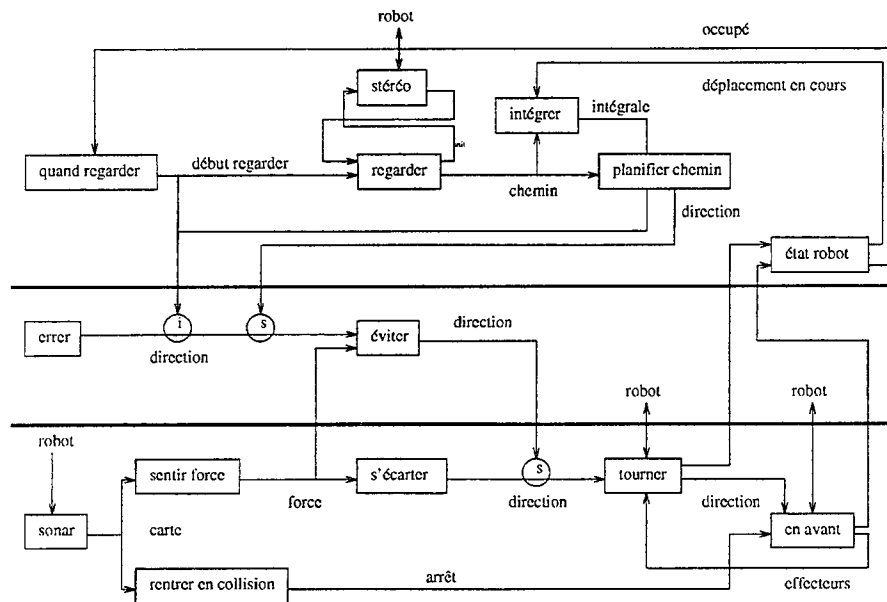 robot
occupé
stéréo
déplacement en cours
intégrer
intégrale
quand regarder
début regarder
regarder
chemin
planifier chemin
direction
état robot
errer
i
s
direction
éviter
direction
robot
robot
robot
sentir force
s'écarter
s
tourner
force
direction
direction
sonar
carte
en avant
rentrer en collision
arrêt
effecteurs